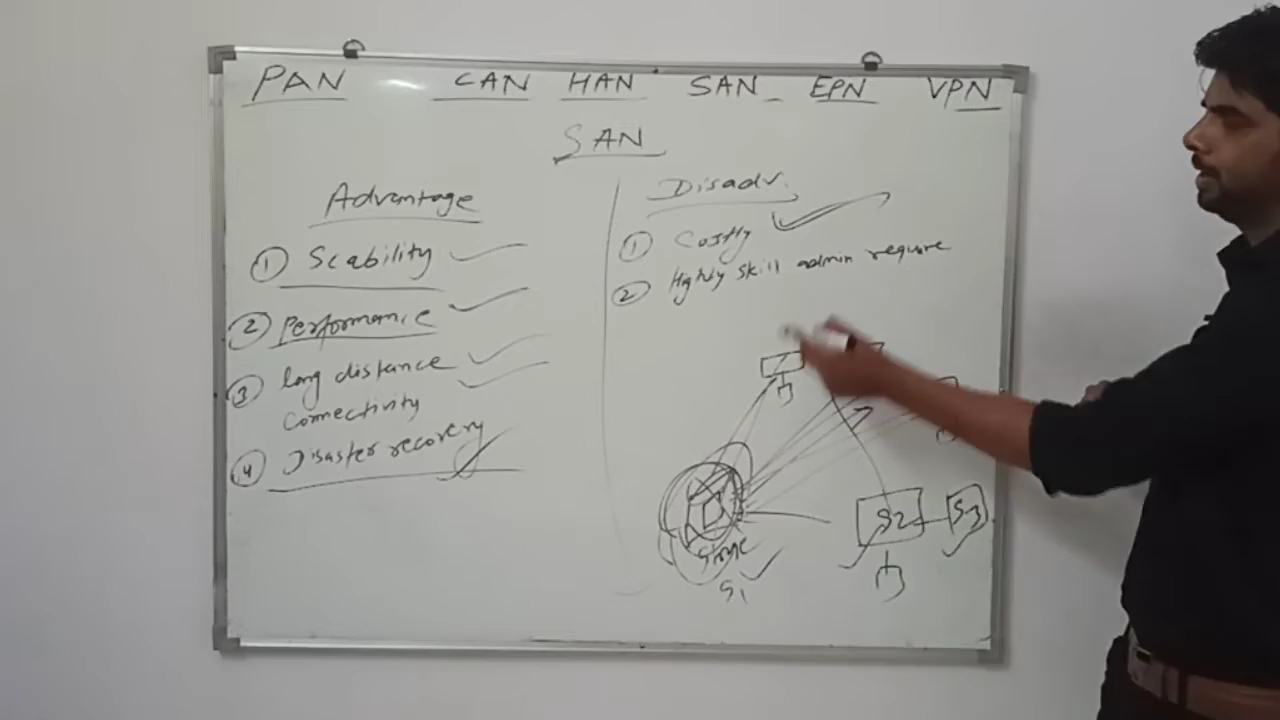 PAN CAN HAN SAN EPN VPN
SAN
Advantage
① Scability
② Performance
③ long distance
connectivity
④ Disaster recovery
Disadv.
① Costly
② Highly skill admin require
S2 S3
S1